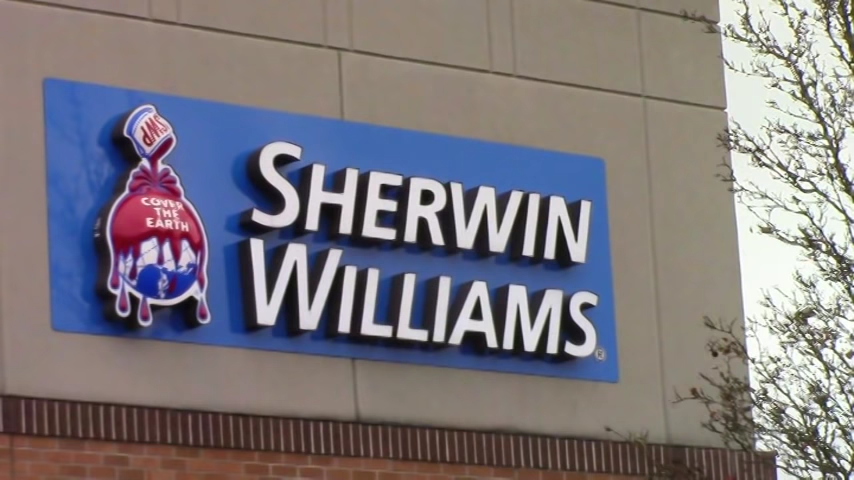 SWP
COVER
THE
EARTH
SHERWIN
WILLIAMS®